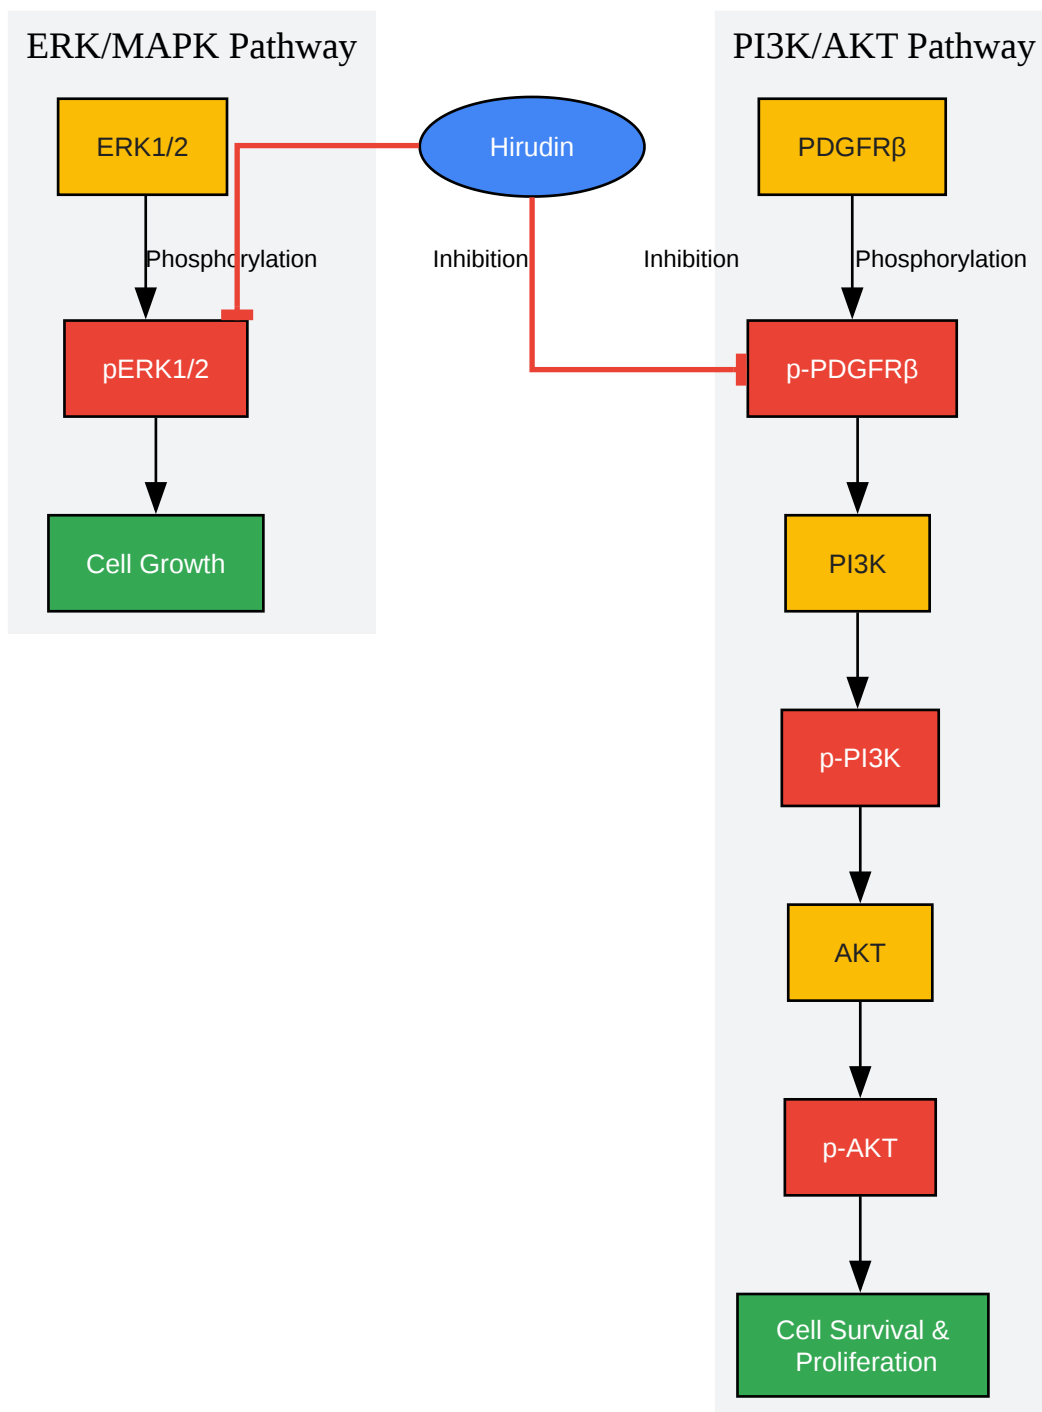 ERK/MAPK Pathway
PI3K/AKT Pathway
ERK1/2
Hirudin
PDGFRβ
Phosphorylation
Inhibition
Inhibition
Phosphorylation
pERK1/2
p-PDGFRβ
Cell Growth
PI3K
p-PI3K
AKT
p-AKT
Cell Survival &
Proliferation